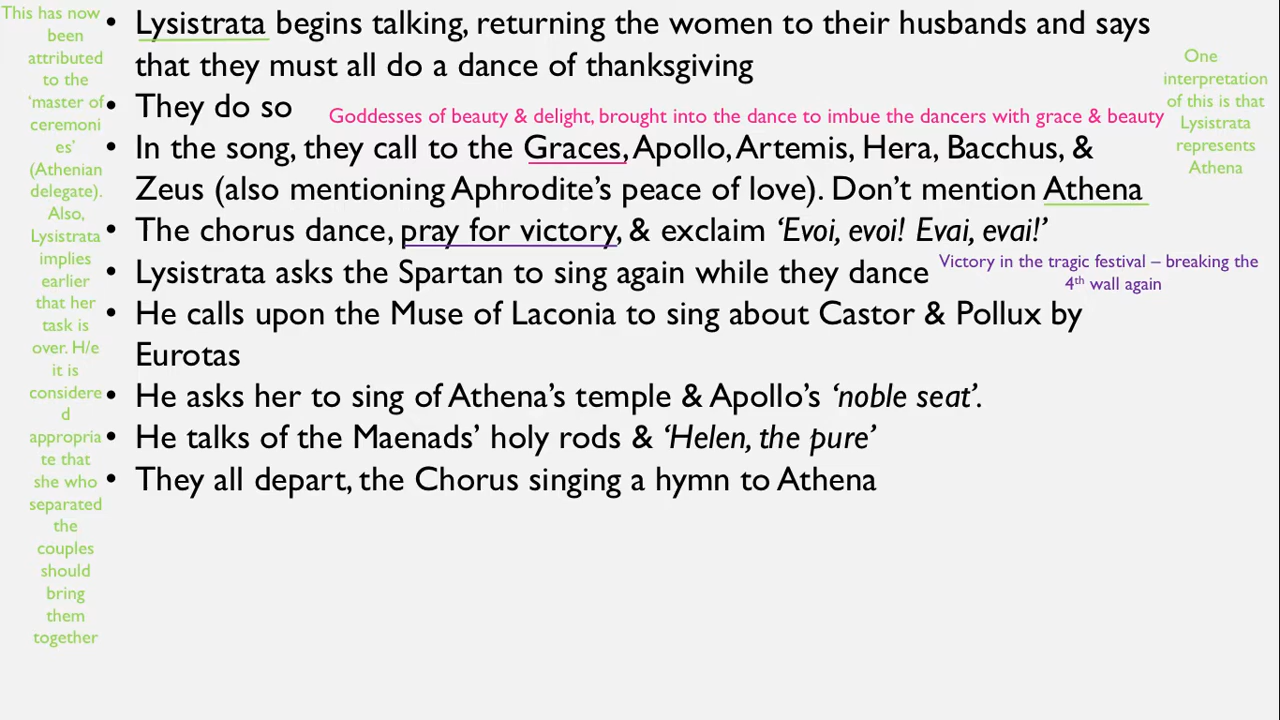 This has now
been
attributed
to the
‘master of
ceremoni
es’
(Athenian
delegate).
Also,
Lysistrata
implies
earlier
that her
task is
over. H/e
it is
considere
d
appropria
te that
she who
separated
the
couples
should
bring
them
together
• Lysistrata begins talking, returning the women to their husbands and says
that they must all do a dance of thanksgiving
• They do so
Goddesses of beauty & delight, brought into the dance to imbue the dancers with grace & beauty
• In the song, they call to the Graces, Apollo, Artemis, Hera, Bacchus, &
Zeus (also mentioning Aphrodite’s peace of love). Don’t mention Athena
• The chorus dance, pray for victory, & exclaim ‘Evoi, evoi! Evai, evai!’
• Lysistrata asks the Spartan to sing again while they dance
Victory in the tragic festival – breaking the
4th wall again
• He calls upon the Muse of Laconia to sing about Castor & Pollux by
Eurotas
• He asks her to sing of Athena’s temple & Apollo’s ‘noble seat’.
• He talks of the Maenads’ holy rods & ‘Helen, the pure’
• They all depart, the Chorus singing a hymn to Athena
One
interpretation
of this is that
Lysistrata
represents
Athena